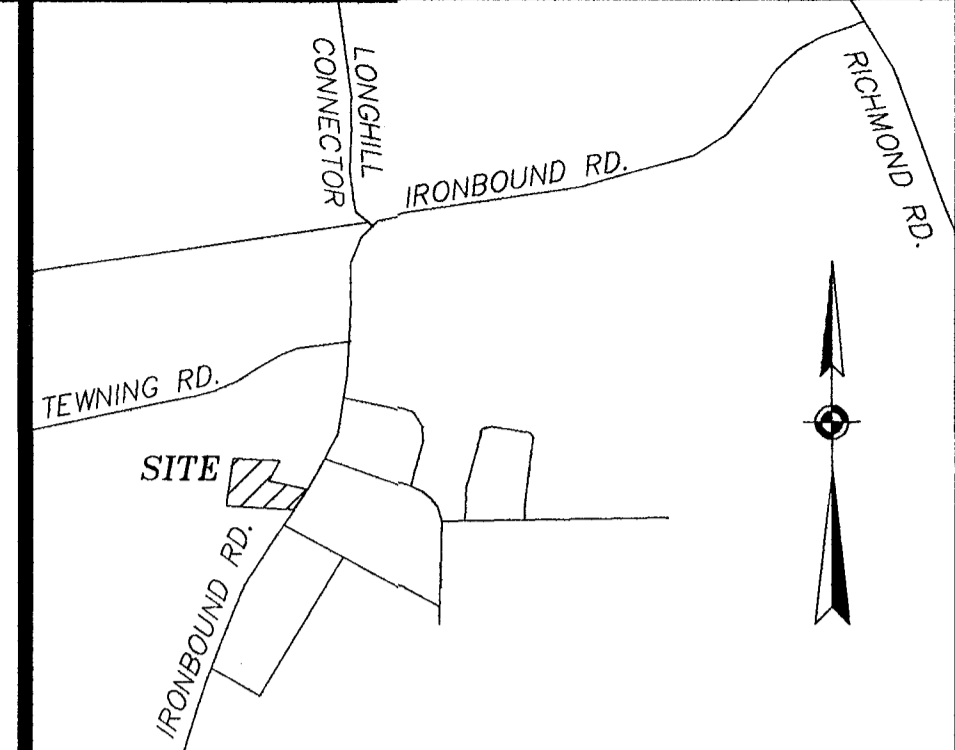 LONGHILL
CONNECTOR
IRONBOUND RD.
RICHMOND RD.
TEWNING RD.
SITE
IRONBOUND RD.